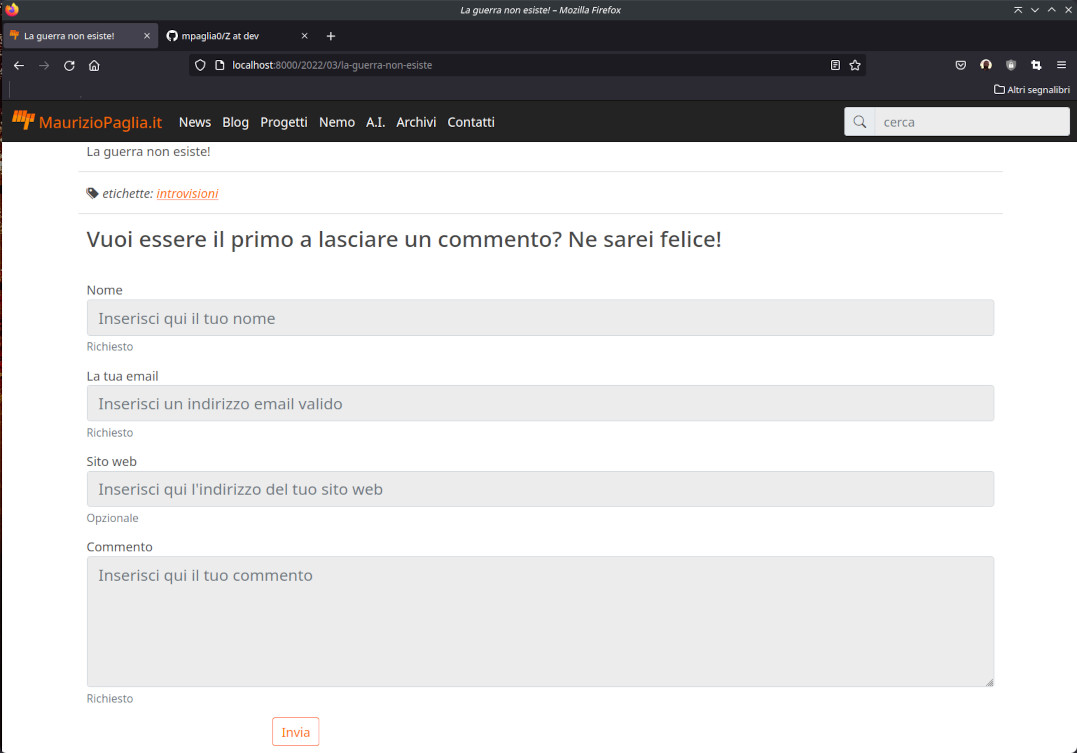 La guerra non esiste! – Mozilla Firefox
La guerra non esiste!
mpaglia0/Z at dev
localhost:8000/2022/03/la-guerra-non-esiste
Altri segnalibri
MaurizioPaglia.it News Blog Progetti Nemo A.I. Archivi Contatti cerca
La guerra non esiste!
etichette: introvisioni
Vuoi essere il primo a lasciare un commento? Ne sarei felice!
Nome
Inserisci qui il tuo nome
Richiesto
La tua email
Inserisci un indirizzo email valido
Richiesto
Sito web
Inserisci qui l'indirizzo del tuo sito web
Opzionale
Commento
Inserisci qui il tuo commento
Richiesto
Invia